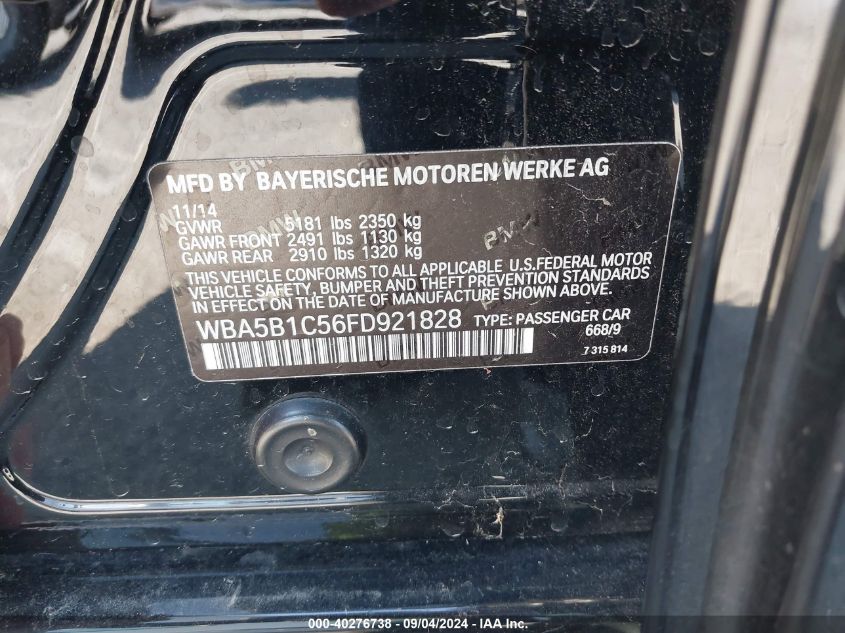 MFD BY BAYERISCHE MOTOREN WERKE AG
11/14
GVWR 5181 lbs 2350 kg
GAWR FRONT 2491 lbs 1130 kg
GAWR REAR 2910 lbs 1320 kg
THIS VEHICLE CONFORMS TO ALL APPLICABLE U.S.FEDERAL MOTOR
VEHICLE SAFETY, BUMPER AND THEFT PREVENTION STANDARDS
IN EFFECT ON THE DATE OF MANUFACTURE SHOWN ABOVE.
WBA5B1C56FD921828 TYPE: PASSENGER CAR
668/9
7 315 814
000-40276738 - 09/04/2024 - IAAI.com